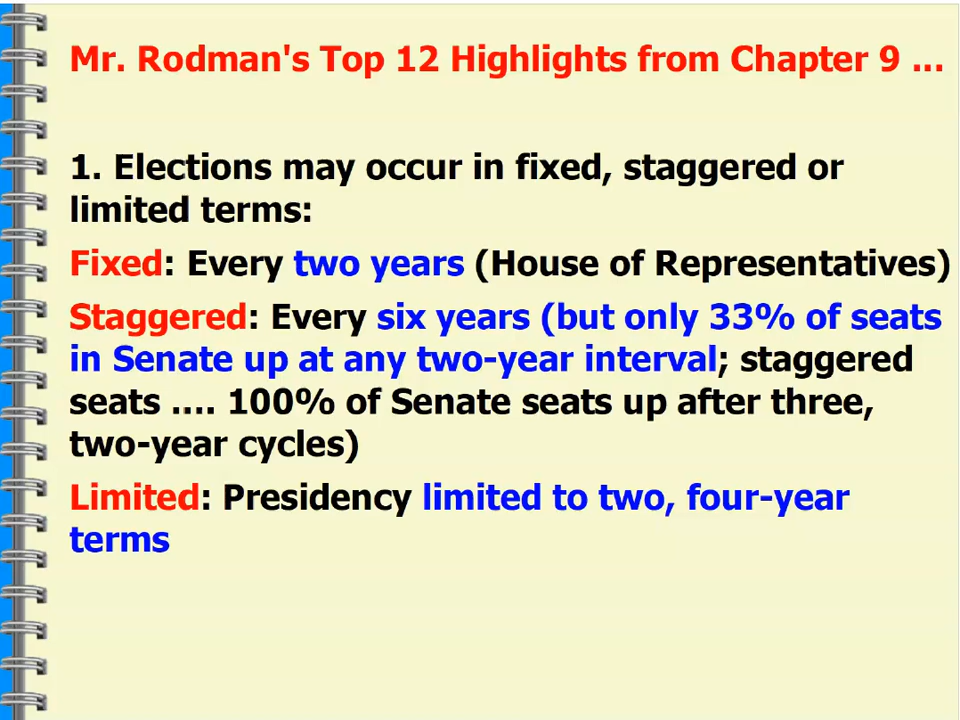 Mr. Rodman's Top 12 Highlights from Chapter 9 ...
1. Elections may occur in fixed, staggered or
limited terms:
Fixed: Every two years (House of Representatives)
Staggered: Every six years (but only 33% of seats
in Senate up at any two-year interval; staggered
seats .... 100% of Senate seats up after three,
two-year cycles)
Limited: Presidency limited to two, four-year
terms